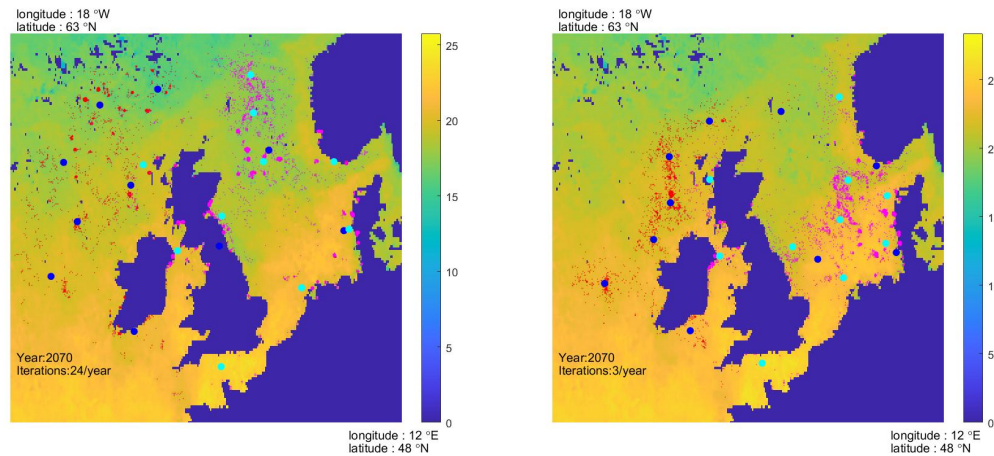 longitude : 18 °W
latitude : 63 °N
25
20
15
10
5
0
Year:2070
Iterations:24/year
longitude : 12 °E
latitude : 48 °N
longitude : 18 °W
latitude : 63 °N
2
2
1
1
5
0
Year:2070
Iterations:3/year
longitude : 12 °E
latitude : 48 °N